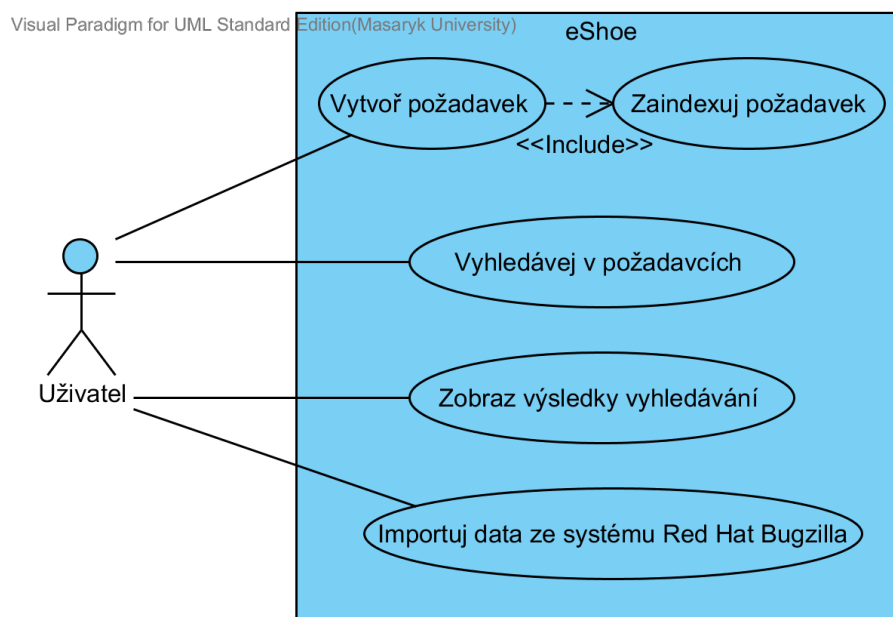 Visual Paradigm for UML Standard Edition(Masaryk University)
eShoe
Vytvoř požadavek
Zaindexuj požadavek
<<Include>>
Vyhledávej v požadavcích
Uživatel
Zobraz výsledky vyhledávání
Importuj data ze systému Red Hat Bugzilla